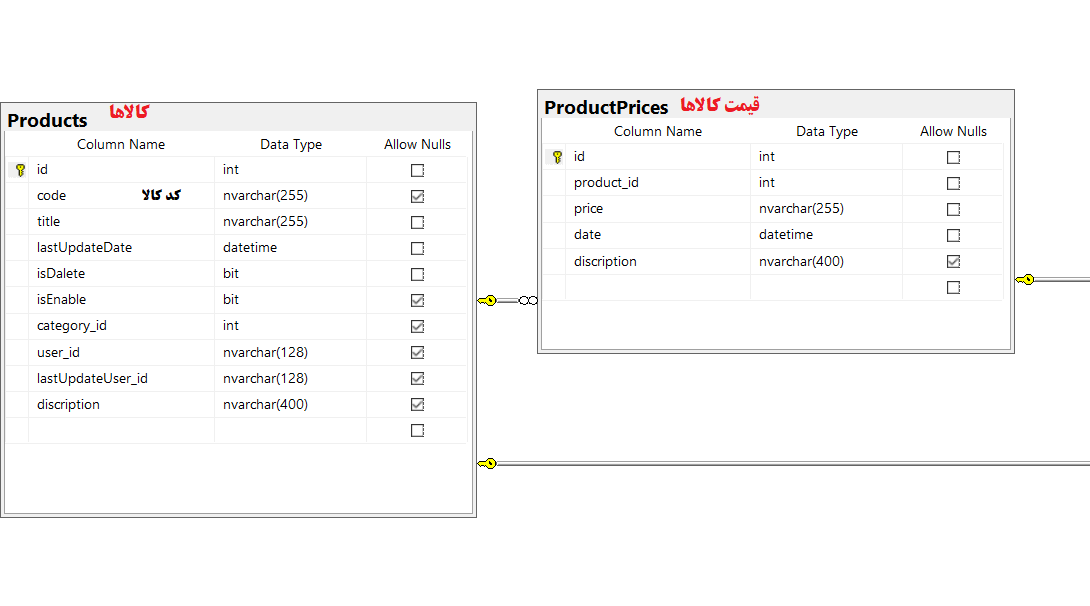 Products کالاها
Column Name Data Type Allow Nulls
id int
code کد کالا nvarchar(255)
title nvarchar(255)
lastUpdateDate datetime
isDalete bit
isEnable bit
category_id int
user_id nvarchar(128)
lastUpdateUser_id nvarchar(128)
discription nvarchar(400)
ProductPrices قیمت کالاها
Column Name Data Type Allow Nulls
id int
product_id int
price nvarchar(255)
date datetime
discription nvarchar(400)